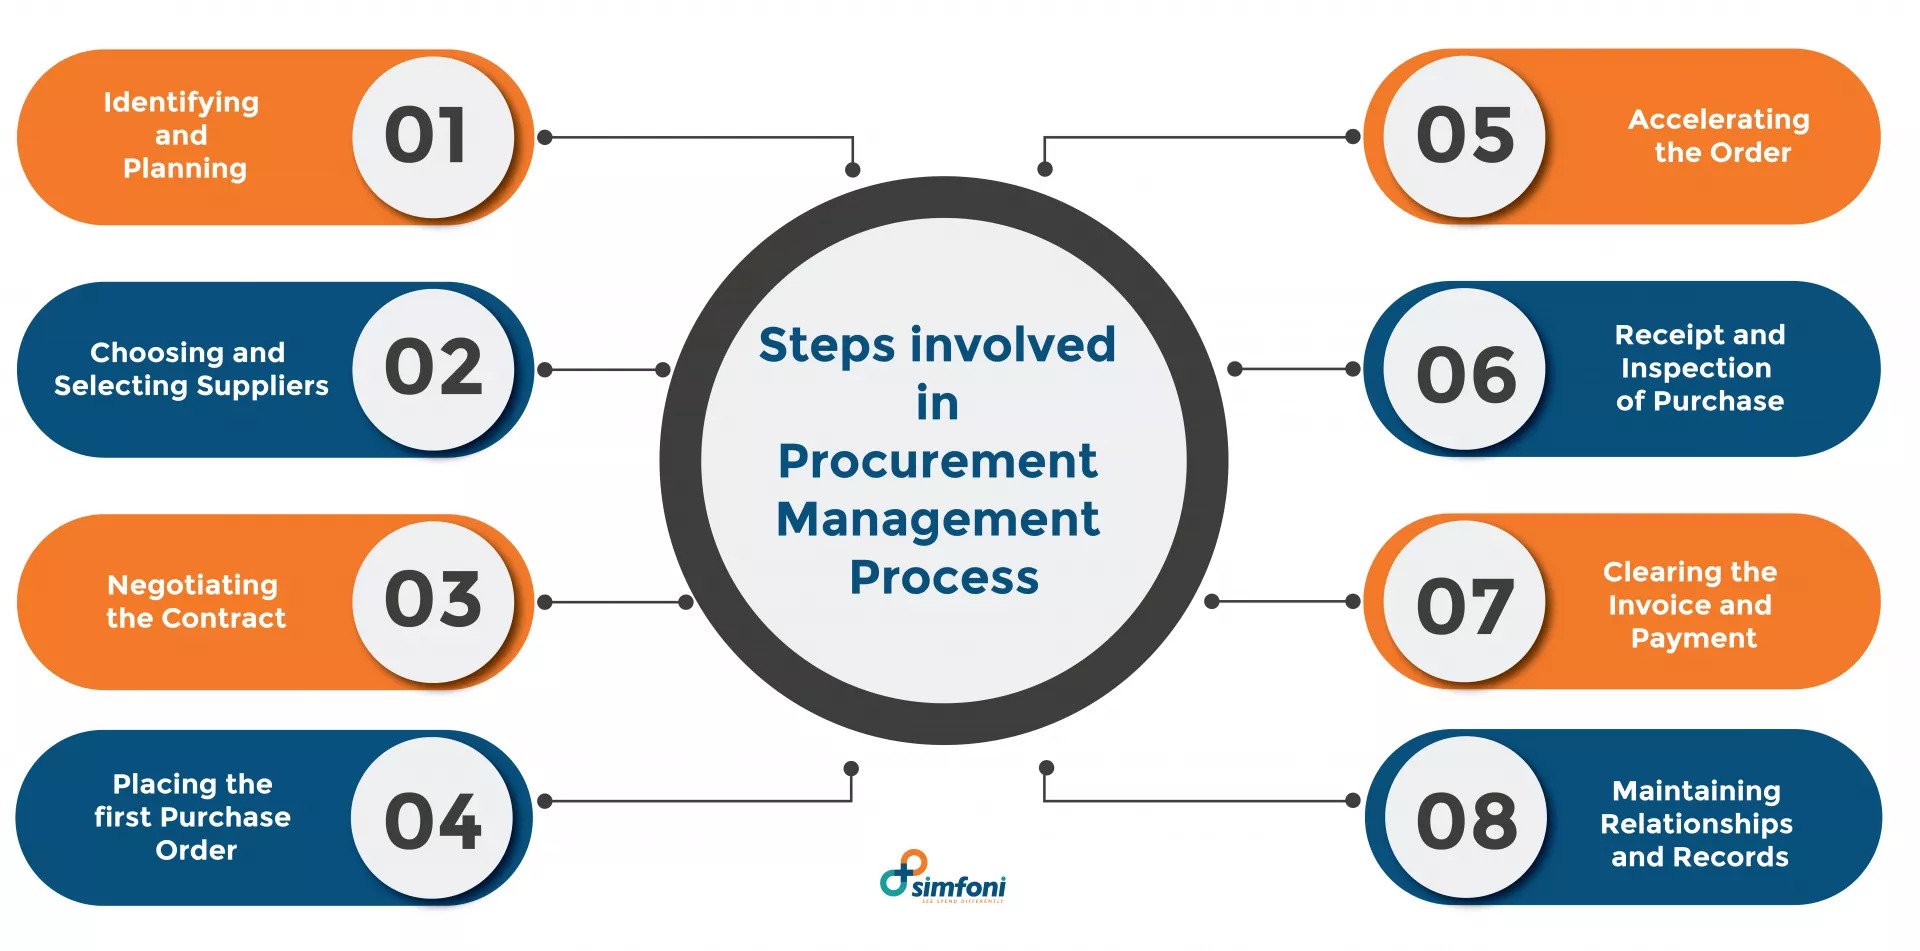 Identifying
and
Planning
01
Choosing and
Selecting Suppliers
02
Negotiating
the Contract
03
Placing the
first Purchase
Order
04
Steps involved
in
Procurement
Management
Process
05
Accelerating
the Order
06
Receipt and
Inspection
of Purchase
07
Clearing the
Invoice and
Payment
08
Maintaining
Relationships
and Records
simfoni
SEE SPEND DIFFERENTLY